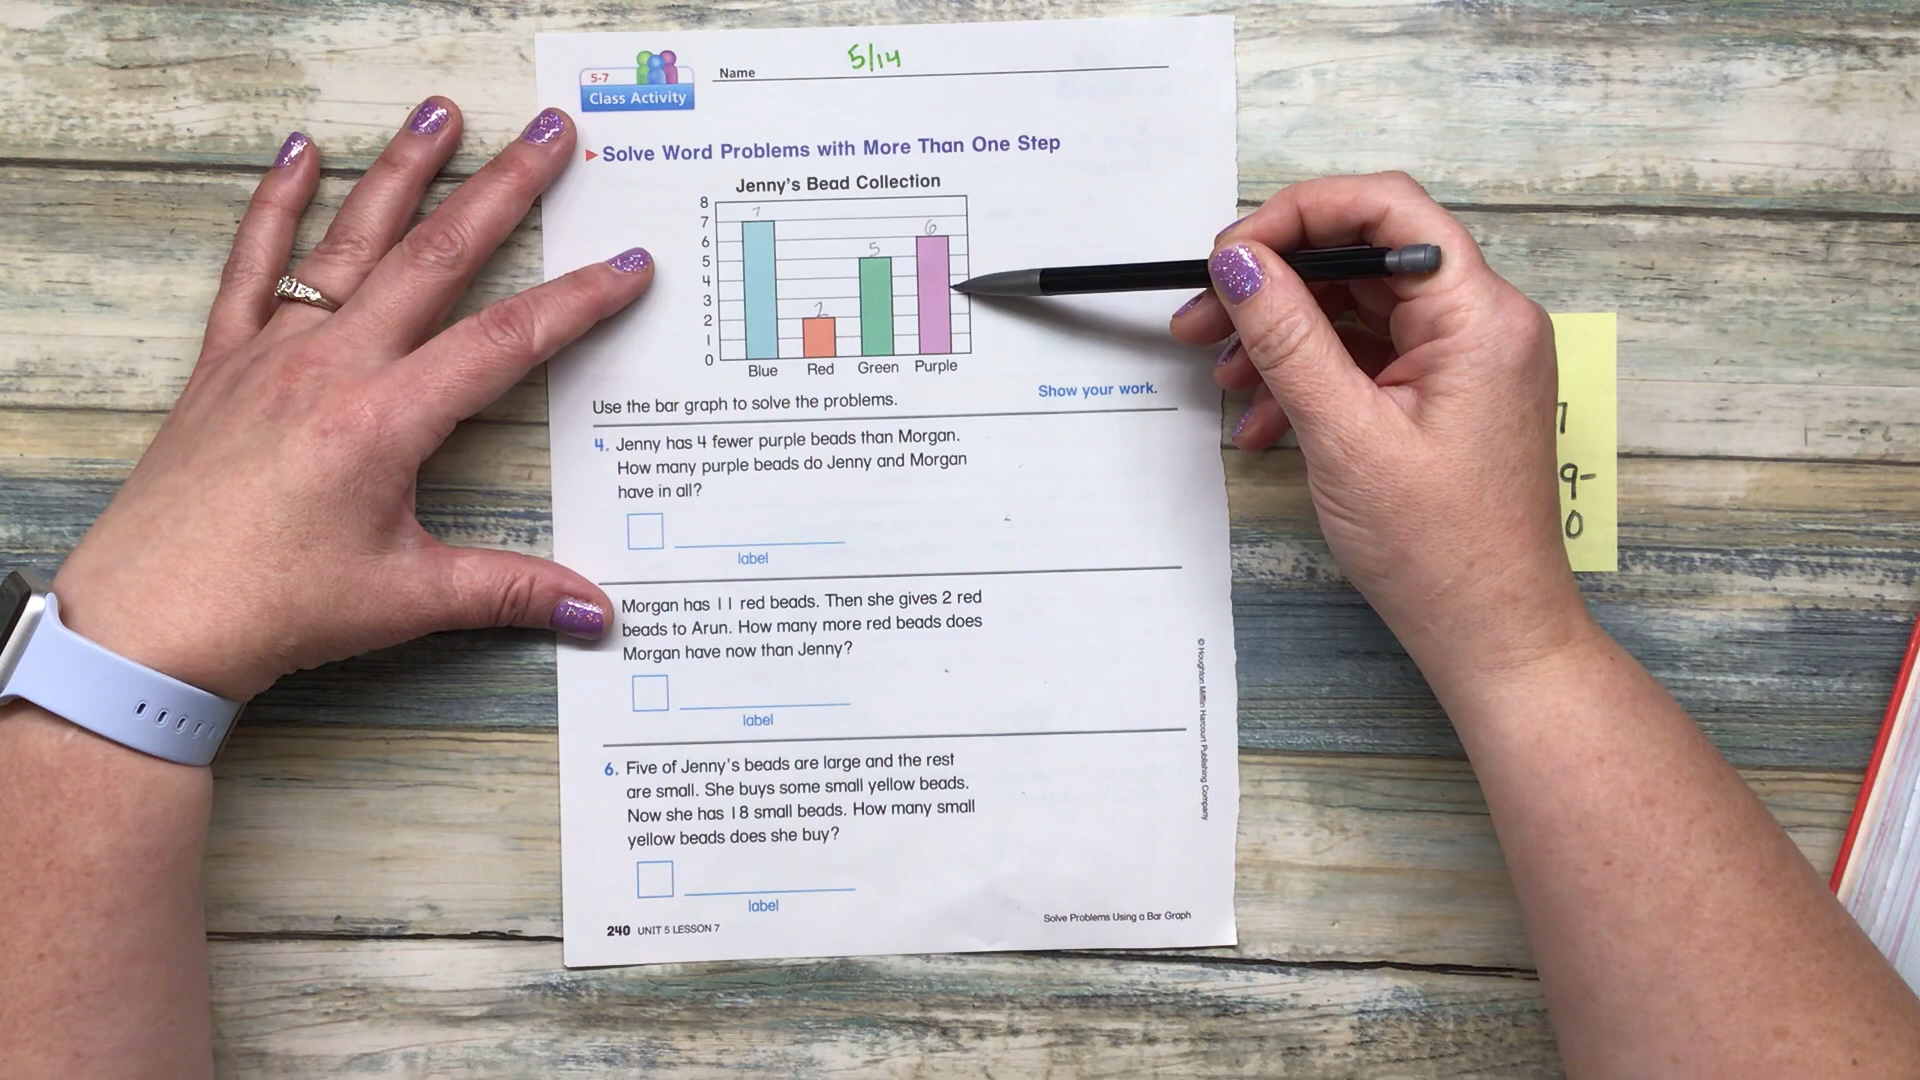 5/14
5-7
Name
Class Activity
Solve Word Problems with More Than One Step
Jenny's Bead Collection
8
7
6
5
4
3
2
1
0
7
2
5
6
Blue Red Green Purple
Use the bar graph to solve the problems.
Show your work.
4. Jenny has 4 fewer purple beads than Morgan.
How many purple beads do Jenny and Morgan
have in all?
label
Morgan has 11 red beads. Then she gives 2 red
beads to Arun. How many more red beads does
Morgan have now than Jenny?
label
6. Five of Jenny's beads are large and the rest
are small. She buys some small yellow beads.
Now she has 18 small beads. How many small
yellow beads does she buy?
label
240 UNIT 5 LESSON 7
Solve Problems Using a Bar Graph
© Houghton Mifflin Harcourt Publishing Company
9-
0